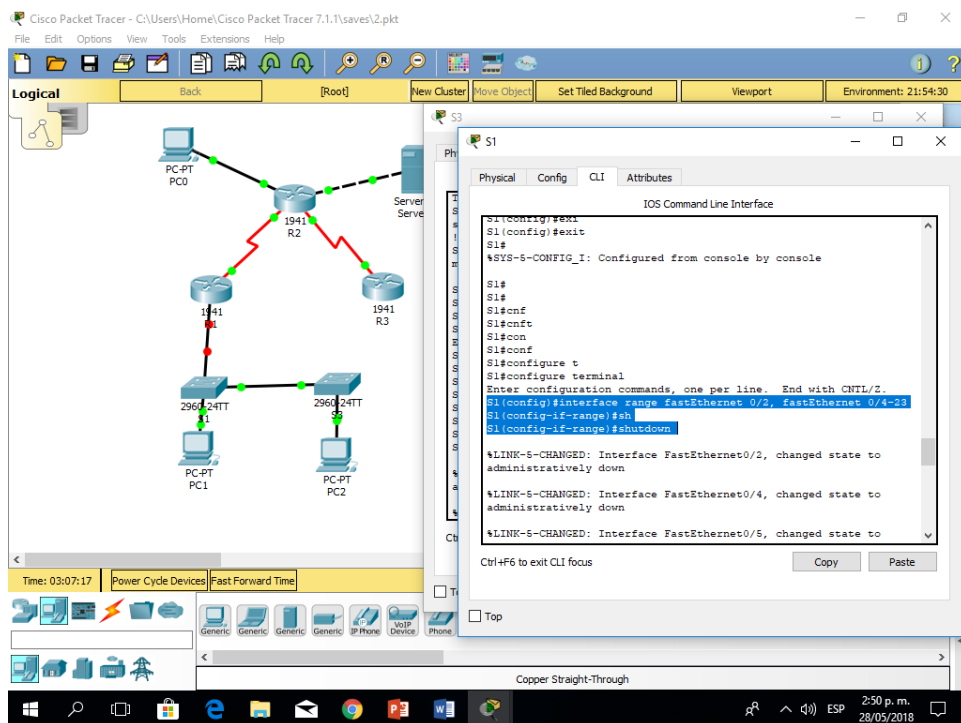 Cisco Packet Tracer - C:\Users\Home\Cisco Packet Tracer 7.1.1\saves\2.pkt
File Edit Options View Tools Extensions Help
Logical
Back
[Root]
New Cluster
Move Object
Set Tiled Background
Viewport
Environment: 21:54:30
PC-PT
PC0
1941
R2
Server
Serve
1941
1941
R3
2960-24TT
S1
2960-24TT
S3
PC-PT
PC1
PC-PT
PC2
S3
S1
Physical
Config
CLI
Attributes
IOS Command Line Interface
S1(config)#exi
S1(config)#exit
S1#
%SYS-5-CONFIG_I: Configured from console by console
S1#
S1#
S1#cnf
S1#cnft
S1#con
S1#conf
S1#configure t
S1#configure terminal
Enter configuration commands, one per line. End with CNTL/Z.
S1(config)#interface range fastEthernet 0/2, fastEthernet 0/4-23
S1(config-if-range)#sh
S1(config-if-range)#shutdown
%LINK-5-CHANGED: Interface FastEthernet0/2, changed state to
administratively down
%LINK-5-CHANGED: Interface FastEthernet0/4, changed state to
administratively down
%LINK-5-CHANGED: Interface FastEthernet0/5, changed state to
Ctrl+F6 to exit CLI focus
Copy
Paste
Top
Time: 03:07:17
Power Cycle Devices
Fast Forward Time
Generic
Generic
Generic
Generic
IP Phone
VoIP
Device
Phone
Copper Straight-Through
ESP
2:50 p. m.
28/05/2018